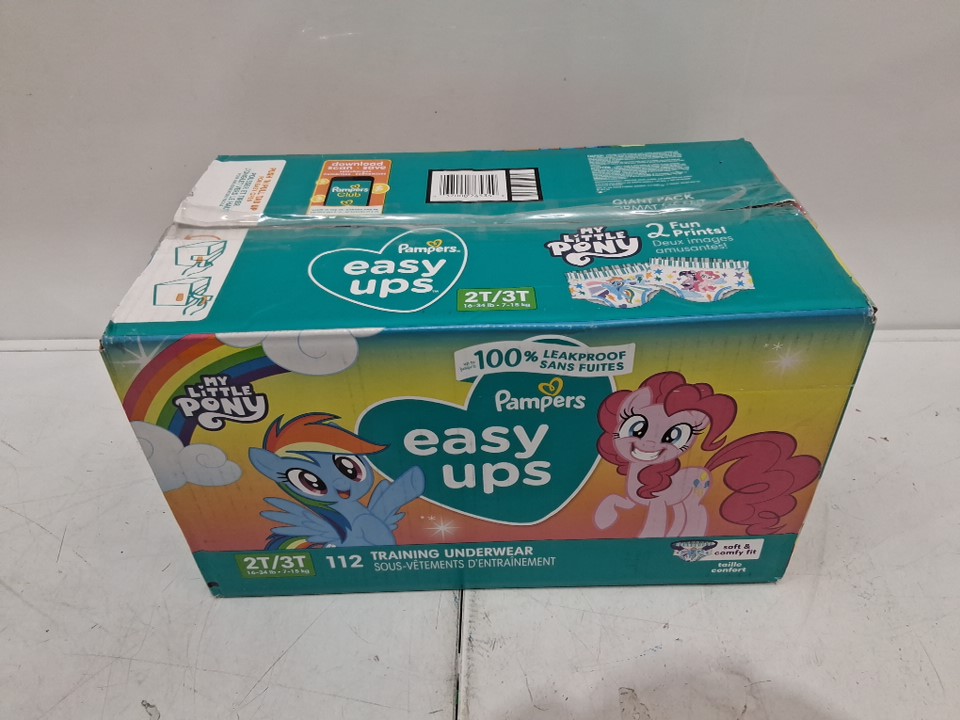 download
scan • save
Pampers
Club
GIANT PACK
MY
LITTLE
PONY
2 Fun
Prints!
Deux images
amusantes!
Pampers
easy
ups
2T/3T
16-34 lb • 7-15 kg
100% LEAKPROOF
SANS FUITES
MY
LITTLE
PONY
Pampers
easy
ups
2T/3T
16-34 lb • 7-15 kg
112 TRAINING UNDERWEAR
SOUS-VÊTEMENTS D'ENTRAÎNEMENT
soft &
comfy fit
taille
confort